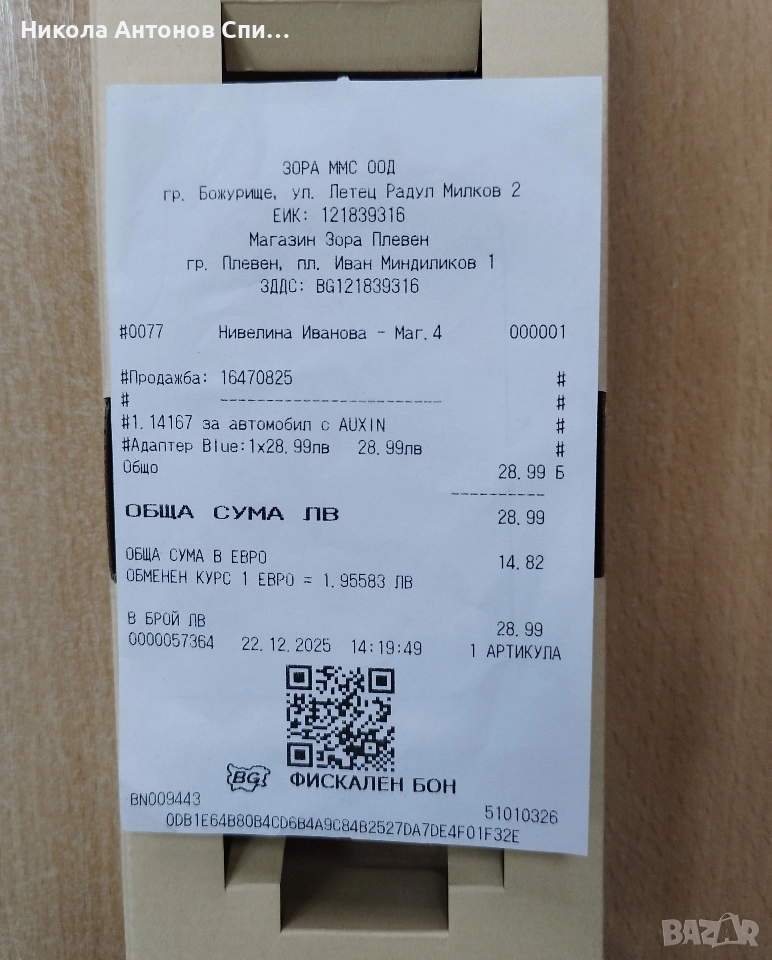 Никола Антонов Спи...
ЗОРА ММС ООД
гр. Божурище, ул. Летец Радул Милков 2
ЕИК: 121839316
Магазин Зора Плевен
гр. Плевен, пл. Иван Миндиликов 1
ЗДДС: BG121839316
#0077 Нивелина Иванова - Маг.4 000001
#Продажба: 16470825 #
# ------------------------ #
#1.14167 за автомобил с AUXIN #
#Адаптер Blue:1x28.99лв 28.99лв #
Общо 28.99 Б
----------
ОБЩА СУМА ЛВ 28.99
ОБЩА СУМА В ЕВРО 14.82
ОБМЕНЕН КУРС 1 ЕВРО = 1.95583 ЛВ
В БРОЙ ЛВ 28.99
0000057364 22.12.2025 14:19:49 1 АРТИКУЛА
BG ФИСКАЛЕН БОН
BN009443 51010326
0DB1E64B80B4CD6B4A9C84B2527DA7DE4F01F32E
BAZAR